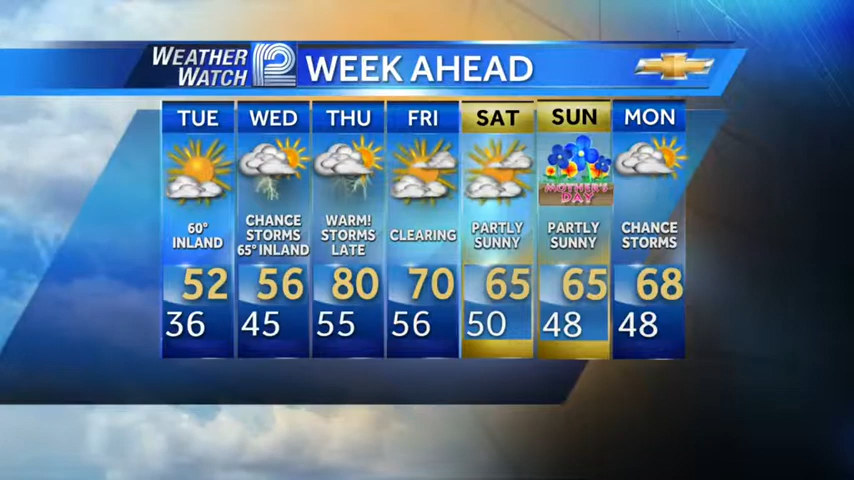 WEATHER
WATCH 12
WEEK AHEAD
TUE WED THU FRI SAT SUN MON
MOTHER'S
DAY
60°
INLAND
CHANCE
STORMS
65° INLAND
WARM!
STORMS
LATE
CLEARING
PARTLY
SUNNY
PARTLY
SUNNY
CHANCE
STORMS
52 56 80 70 65 65 68
36 45 55 56 50 48 48